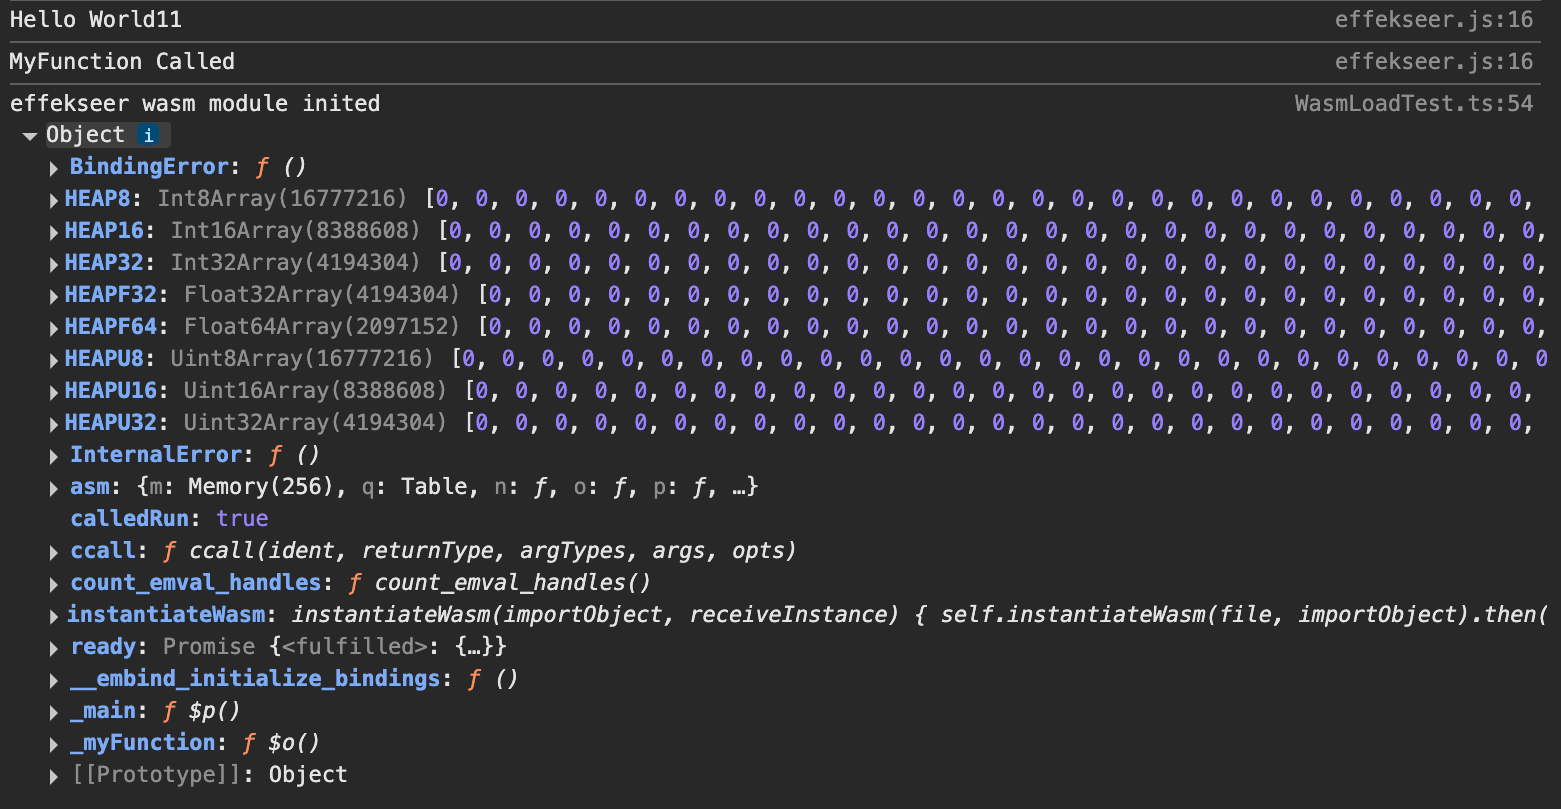 Hello World11 effekseer.js:16
MyFunction Called effekseer.js:16
effekseer wasm module inited WasmLoadTest.ts:54
Object i
BindingError: ƒ ()
HEAP8: Int8Array(16777216) [0, 0, 0, 0, 0, 0, 0, 0, 0, 0, 0, 0, 0, 0, 0, 0, 0, 0, 0, 0, 0, 0, 0, 0, 0, 0, 0, 0,
HEAP16: Int16Array(8388608) [0, 0, 0, 0, 0, 0, 0, 0, 0, 0, 0, 0, 0, 0, 0, 0, 0, 0, 0, 0, 0, 0, 0, 0, 0, 0, 0, 0,
HEAP32: Int32Array(4194304) [0, 0, 0, 0, 0, 0, 0, 0, 0, 0, 0, 0, 0, 0, 0, 0, 0, 0, 0, 0, 0, 0, 0, 0, 0, 0, 0, 0,
HEAPF32: Float32Array(4194304) [0, 0, 0, 0, 0, 0, 0, 0, 0, 0, 0, 0, 0, 0, 0, 0, 0, 0, 0, 0, 0, 0, 0, 0, 0, 0, 0,
HEAPF64: Float64Array(2097152) [0, 0, 0, 0, 0, 0, 0, 0, 0, 0, 0, 0, 0, 0, 0, 0, 0, 0, 0, 0, 0, 0, 0, 0, 0, 0, 0,
HEAPU8: Uint8Array(16777216) [0, 0, 0, 0, 0, 0, 0, 0, 0, 0, 0, 0, 0, 0, 0, 0, 0, 0, 0, 0, 0, 0, 0, 0, 0, 0, 0, 0
HEAPU16: Uint16Array(8388608) [0, 0, 0, 0, 0, 0, 0, 0, 0, 0, 0, 0, 0, 0, 0, 0, 0, 0, 0, 0, 0, 0, 0, 0, 0, 0, 0,
HEAPU32: Uint32Array(4194304) [0, 0, 0, 0, 0, 0, 0, 0, 0, 0, 0, 0, 0, 0, 0, 0, 0, 0, 0, 0, 0, 0, 0, 0, 0, 0, 0,
InternalError: ƒ ()
asm: {m: Memory(256), q: Table, n: ƒ, o: ƒ, p: ƒ, …}
calledRun: true
ccall: ƒ ccall(ident, returnType, argTypes, args, opts)
count_emval_handles: ƒ count_emval_handles()
instantiateWasm: instantiateWasm(importObject, receiveInstance) { self.instantiateWasm(file, importObject).then(
ready: Promise {<fulfilled>: {…}}
__embind_initialize_bindings: ƒ ()
_main: ƒ $p()
_myFunction: ƒ $o()
[[Prototype]]: Object